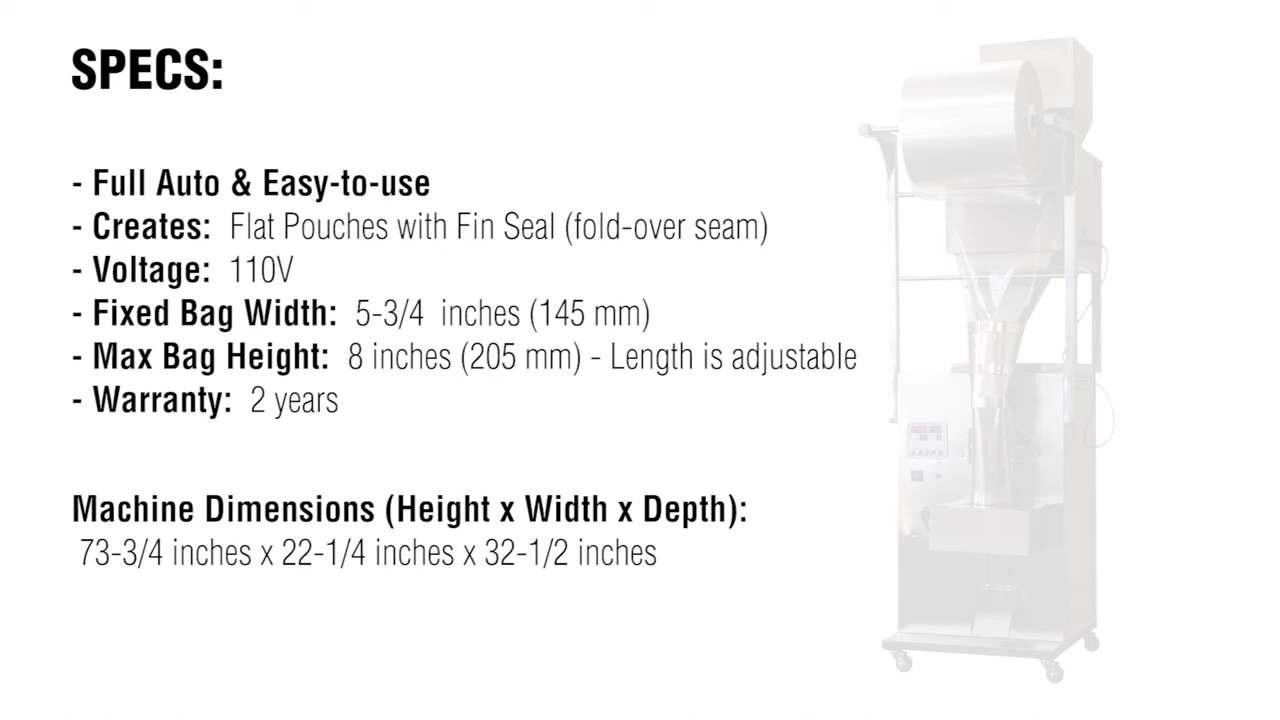 SPECS:
- Full Auto & Easy-to-use
- Creates: Flat Pouches with Fin Seal (fold-over seam)
- Voltage: 110V
- Fixed Bag Width: 5-3/4 inches (145 mm)
- Max Bag Height: 8 inches (205 mm) - Length is adjustable
- Warranty: 2 years
Machine Dimensions (Height x Width x Depth):
73-3/4 inches x 22-1/4 inches x 32-1/2 inches